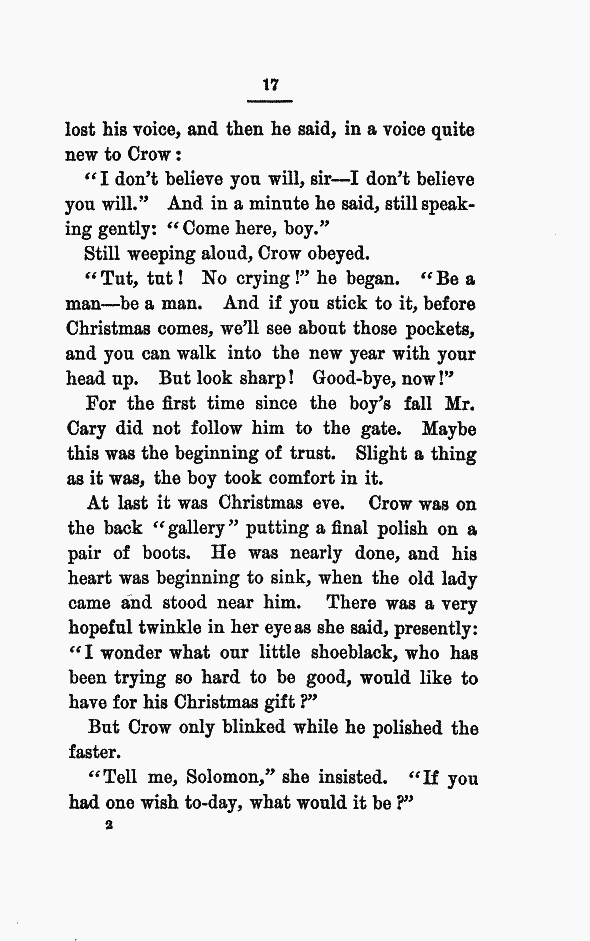 17
lost his voice, and then he said, in a voice quite
new to Crow:
"I don't believe you will, sir—I don't believe
you will." And in a minute he said, still speak-
ing gently: "Come here, boy."
Still weeping aloud, Crow obeyed.
"Tut, tut! No crying!" he began. "Be a
man—be a man. And if you stick to it, before
Christmas comes, we'll see about those pockets,
and you can walk into the new year with your
head up. But look sharp! Good-bye, now!"
For the first time since the boy's fall Mr.
Cary did not follow him to the gate. Maybe
this was the beginning of trust. Slight a thing
as it was, the boy took comfort in it.
At last it was Christmas eve. Crow was on
the back "gallery" putting a final polish on a
pair of boots. He was nearly done, and his
heart was beginning to sink, when the old lady
came and stood near him. There was a very
hopeful twinkle in her eye as she said, presently:
"I wonder what our little shoeblack, who has
been trying so hard to be good, would like to
have for his Christmas gift?"
But Crow only blinked while he polished the
faster.
"Tell me, Solomon," she insisted. "If you
had one wish to-day, what would it be?"
2